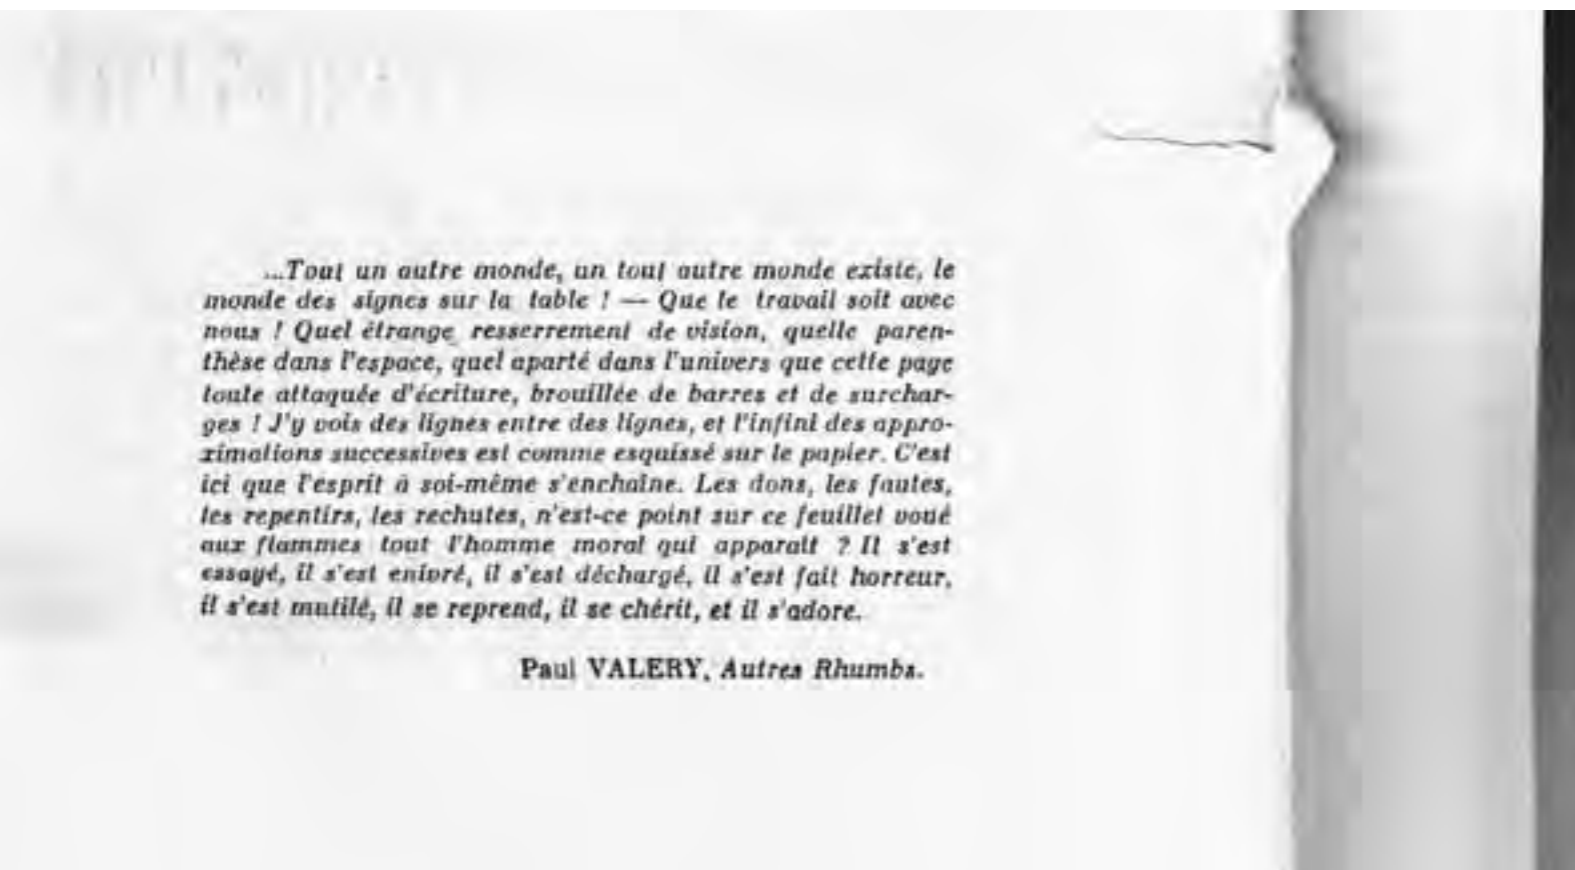 ...Tout un autre monde, un tout autre monde existe, le
monde des signes sur la table ! — Que le travail soit avec
nous ! Quel étrange resserrement de vision, quelle paren-
thèse dans l'espace, quel aparté dans l'univers que cette page
toute attaquée d'écriture, brouillée de barres et de surchar-
ges ! J'y vois des lignes entre des lignes, et l'infini des appro-
ximations successives est comme esquissé sur le papier. C'est
ici que l'esprit à soi-même s'enchaîne. Les dons, les fautes,
les repentirs, les rechutes, n'est-ce point sur ce feuillet voué
aux flammes tout l'homme moral qui apparaît ? Il s'est
essayé, il s'est enivré, il s'est déchargé, il s'est fait horreur,
il s'est mutilé, il se reprend, il se chérit, et il s'adore.
Paul VALERY, Autres Rhumbs.